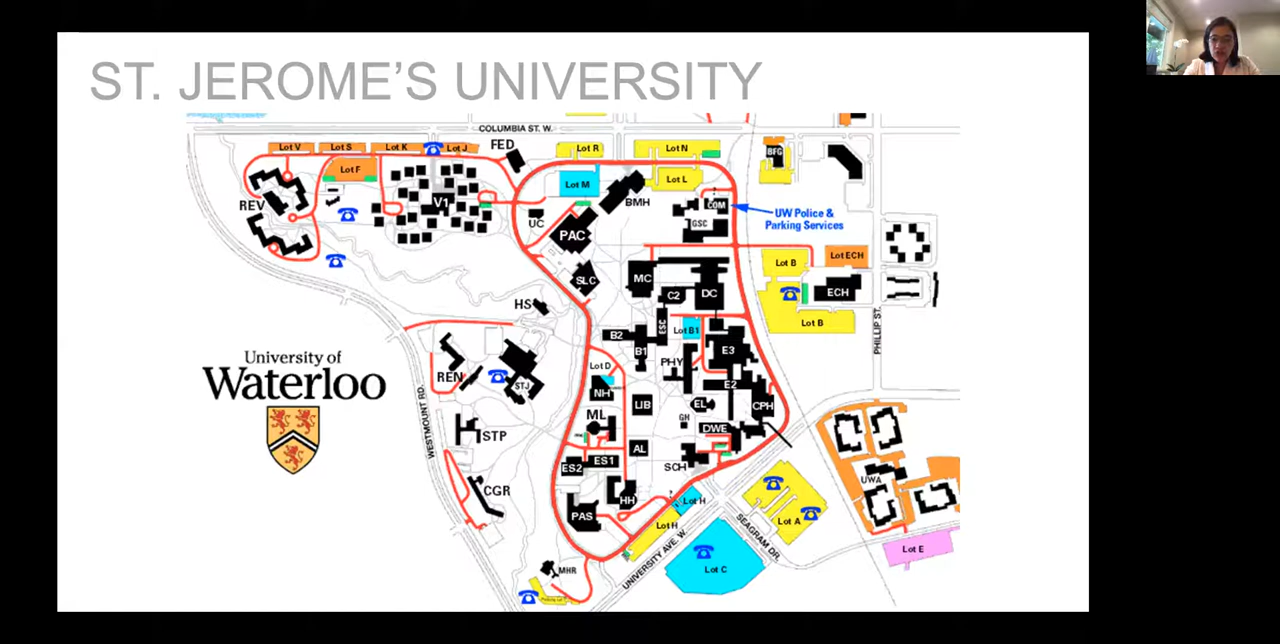 ST. JEROME'S UNIVERSITY
COLUMBIA ST. W.
Lot V
Lot S
Lot K
Lot J
FED
Lot R
Lot N
BFG
Lot F
Lot M
Lot L
REV
V1
UC
BMH
COM
UW Police &
Parking Services
GSC
PAC
SLC
MC
C2
DC
Lot B
Lot ECH
ECH
Lot B
HS
ESC
Lot B1
B2
B1
PHY
E3
PHILLIP ST.
University of
Waterloo
REN
STJ
Lot D
NH
E2
LIB
EL
CPH
GH
ML
DWE
WESTMOUNT RD.
STP
AL
ES2
ES1
SCH
CGR
HH
PAS
Lot H
Lot H
UNIVERSITY AVE. W.
SEAGRAM DR.
Lot A
UWA
Lot E
Lot C
MHR